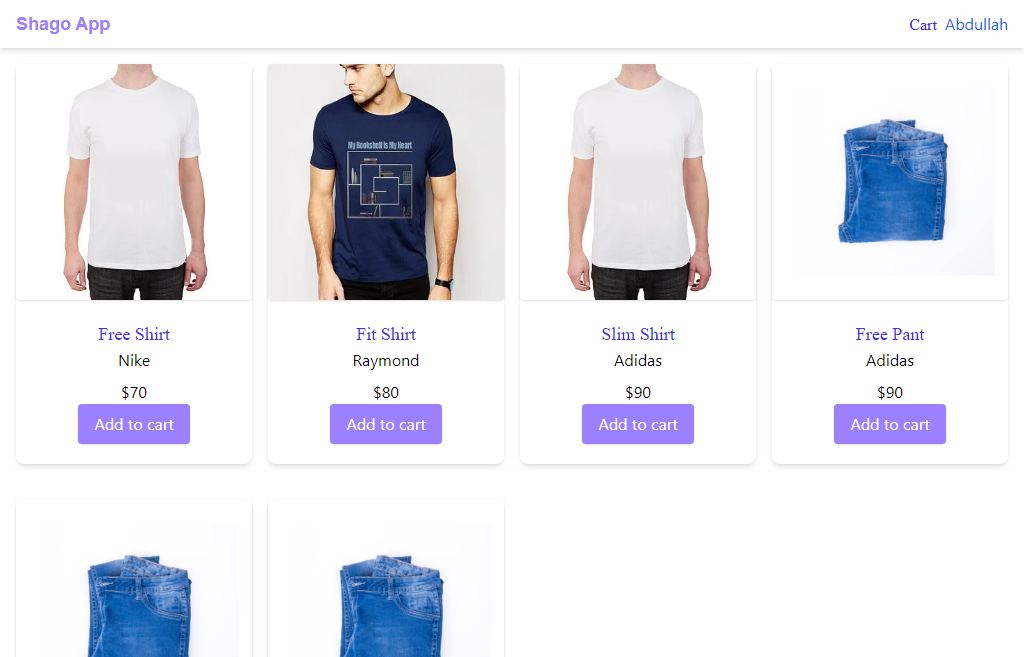 Shago App
Cart Abdullah
My Bookshelf Is My Heart
Free Shirt
Nike
$70
Add to cart
Fit Shirt
Raymond
$80
Add to cart
Slim Shirt
Adidas
$90
Add to cart
Free Pant
Adidas
$90
Add to cart